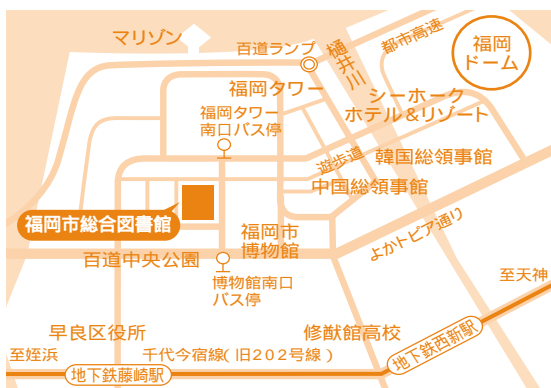 マリゾン
百道ランプ
樋井川
都市高速
福岡
ドーム
福岡タワー
シーホーク
ホテル&リゾート
福岡タワー
南口バス停
遊歩道
韓国総領事館
中国総領事館
福岡市総合図書館
福岡市
博物館
よかトピア通り
百道中央公園
博物館南口
バス停
至天神
早良区役所
修猷館高校
地下鉄西新駅
至姪浜
千代今宿線(旧202号線)
地下鉄藤崎駅